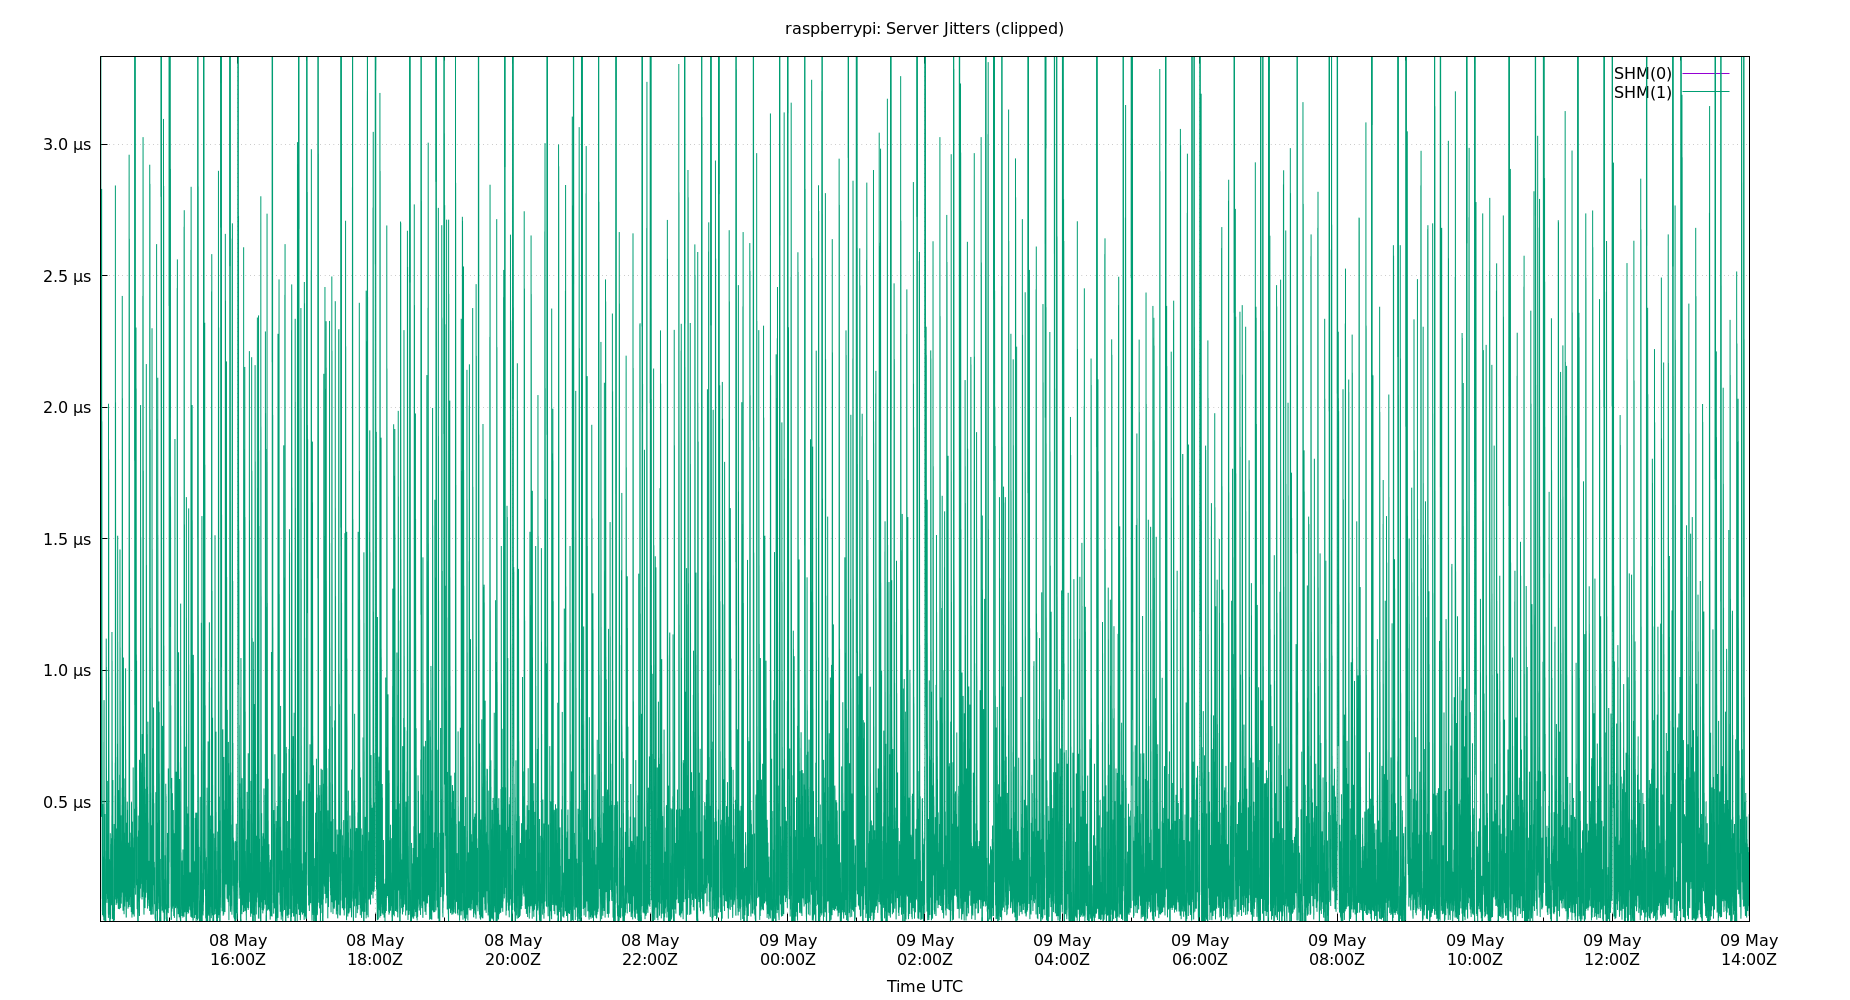 raspberrypi: Server Jitters (clipped)
SHM(0)
SHM(1)
3.0 µs
2.5 µs
2.0 µs
1.5 µs
1.0 µs
0.5 µs
08 May 08 May 08 May 08 May 09 May 09 May 09 May 09 May 09 May 09 May 09 May 09 May
16:00Z 18:00Z 20:00Z 22:00Z 00:00Z 02:00Z 04:00Z 06:00Z 08:00Z 10:00Z 12:00Z 14:00Z
Time UTC